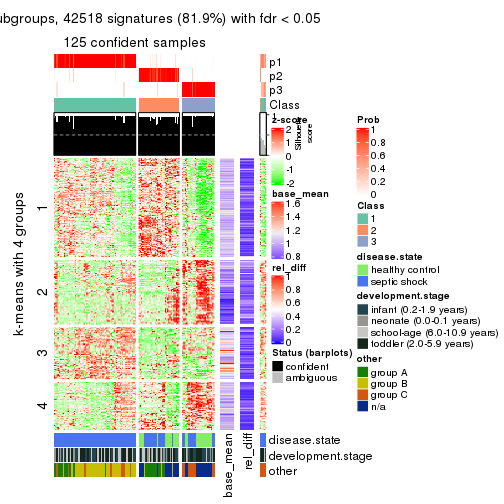 ubgroups, 42518 signatures (81.9%) with fdr < 0.05
125 confident samples
p1
p2
p3
Class
1
Silhouette
score
k-means with 4 groups
1
2
3
4
z-score
2
1
0
-1
-2
base_mean
1.6
1.4
1.2
1
0.8
rel_diff
1
0.8
0.6
0.4
0.2
0
Status (barplots)
confident
ambiguous
Prob
1
0.8
0.6
0.4
0.2
0
Class
1
2
3
disease.state
healthy control
septic shock
development.stage
infant (0.2-1.9 years)
neonate (0.0-0.1 years)
school-age (6.0-10.9 years)
toddler (2.0-5.9 years)
other
group A
group B
group C
n/a
disease.state
development.stage
other
base_mean
rel_diff